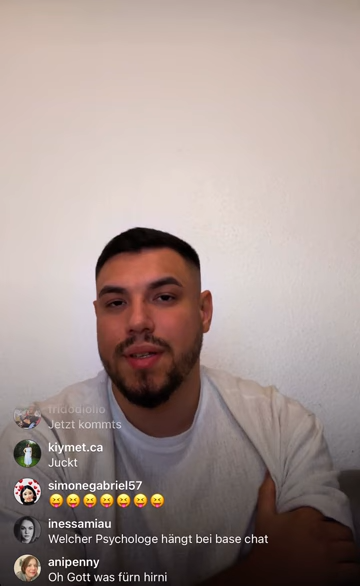 fridodiolio
Jetzt kommts
kiymet.ca
Juckt
simonegabriel57
😝😝😝😝😝😝😝
inessamiau
Welcher Psychologe hängt bei base chat
anipenny
Oh Gott was fürn hirni